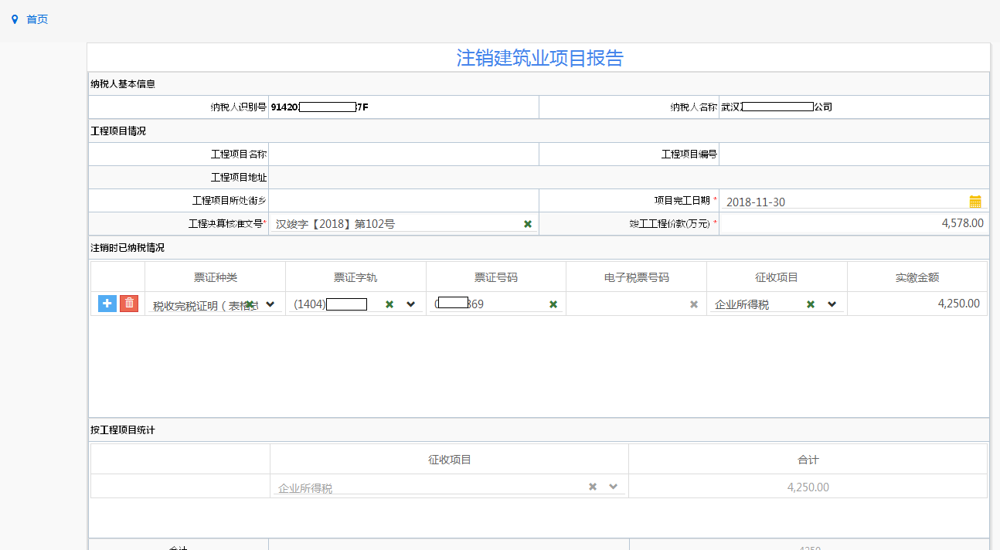 首页
注销建筑业项目报告
纳税人基本信息
纳税人识别号 91420 7F 纳税人名称 武汉 公司
工程项目情况
工程项目名称 工程项目编号
工程项目地址
工程项目所处街乡 项目完工日期 * 2018-11-30
工程决算核准文号* 汉竣字【2018】第102号 竣工工程价款(万元) * 4,578.00
注销时已纳税情况
票证种类 票证字轨 票证号码 电子税票号码 征收项目 实缴金额
税收完税证明（表格式 (1404) 369 企业所得税 4,250.00
按工程项目统计
征收项目 合计
企业所得税 4,250.00
合计 4250